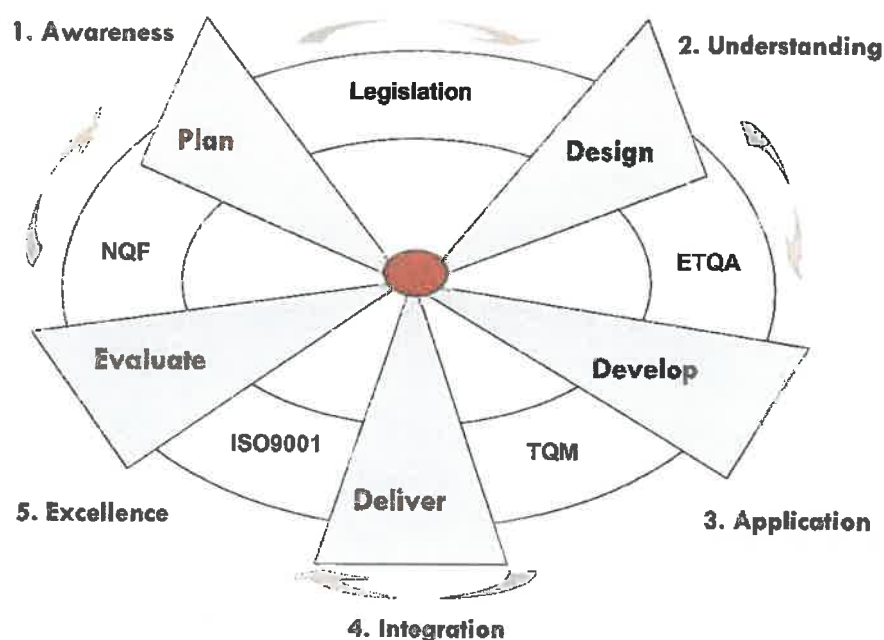 1. Awareness
2. Understanding
Legislation
Plan
Design
NQF
ETQA
Evaluate
Develop
ISO9001
TQM
Deliver
5. Excellence
3. Application
4. Integration